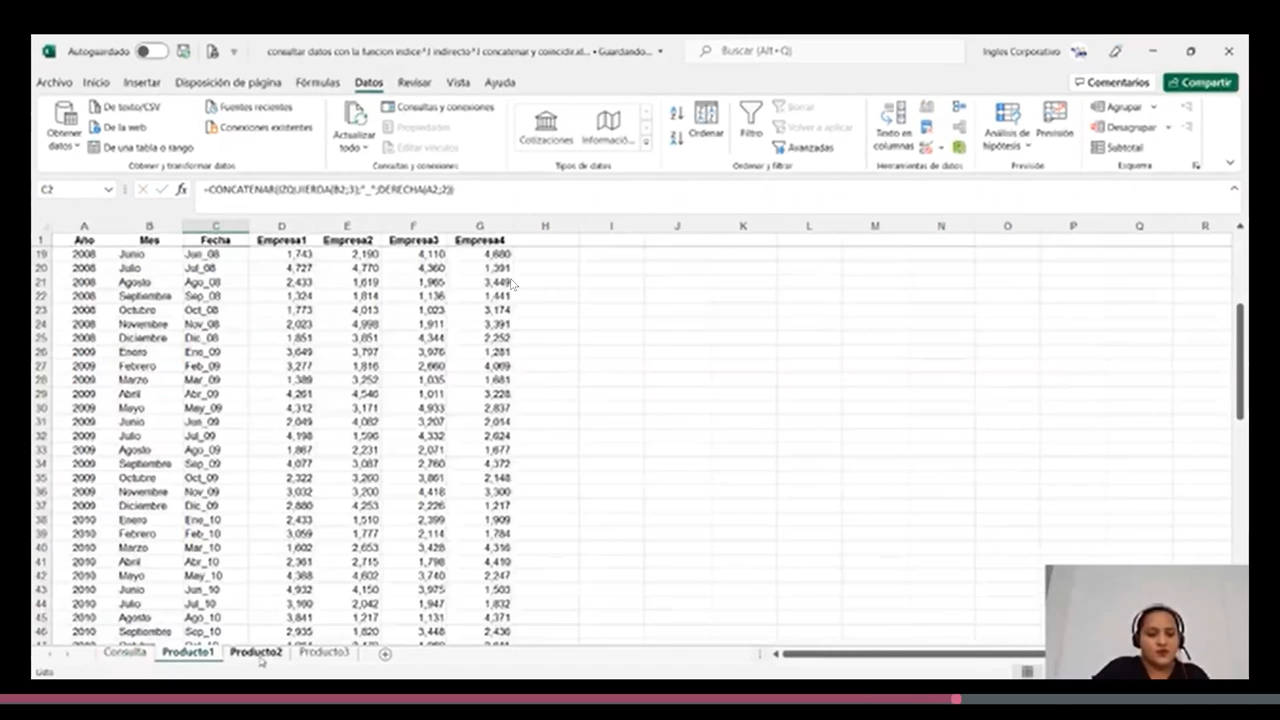 Autoguardado consultar datos con la funcion indice^J indirecto^J concatenar y coincidir.xl... • Guardando... Buscar (Alt+Q) Ingles Corporativo
Archivo Inicio Insertar Disposición de página Fórmulas Datos Revisar Vista Ayuda Comentarios Compartir
Obtener datos De texto/CSV De la web De una tabla o rango Fuentes recientes Conexiones existentes
Actualizar todo Consultas y conexiones Propiedades Editar vínculos
Cotizaciones Informació... Ordenar Filtro Borrar Volver a aplicar Avanzadas
Texto en columnas Análisis de hipótesis Previsión Agrupar Desagrupar Subtotal
Obtener y transformar datos Consultas y conexiones Tipos de datos Ordenar y filtrar Herramientas de datos Previsión Esquema
C2 fx =CONCATENAR(IZQUIERDA(B2;3);"_";DERECHA(A2;2))
A B C D E F G H I J K L M N O P Q R
1 Año Mes Fecha Empresa1 Empresa2 Empresa3 Empresa4
19 2008 Junio Jun_08 1,743 2,190 4,110 4,680
20 2008 Julio Jul_08 4,727 4,770 4,360 1,391
21 2008 Agosto Ago_08 2,433 1,619 1,965 3,449
22 2008 Septiembre Sep_08 1,324 1,814 1,136 1,441
23 2008 Octubre Oct_08 1,773 4,013 1,023 3,174
24 2008 Noviembre Nov_08 2,023 4,998 1,911 3,391
25 2008 Diciembre Dic_08 1,851 3,851 4,344 2,252
26 2009 Enero Ene_09 3,649 3,797 3,976 1,281
27 2009 Febrero Feb_09 3,277 1,816 2,660 4,069
28 2009 Marzo Mar_09 1,389 3,252 1,035 1,681
29 2009 Abril Abr_09 4,261 4,546 1,011 3,228
30 2009 Mayo May_09 4,312 3,171 4,933 2,837
31 2009 Junio Jun_09 2,049 4,082 3,207 2,014
32 2009 Julio Jul_09 4,198 1,596 4,332 2,624
33 2009 Agosto Ago_09 1,867 2,231 2,071 1,677
34 2009 Septiembre Sep_09 4,077 3,087 2,760 4,372
35 2009 Octubre Oct_09 2,322 3,260 3,861 2,148
36 2009 Noviembre Nov_09 3,032 3,200 4,418 3,300
37 2009 Diciembre Dic_09 2,880 4,253 2,226 1,217
38 2010 Enero Ene_10 2,433 1,510 2,399 1,909
39 2010 Febrero Feb_10 3,059 1,777 2,114 1,784
40 2010 Marzo Mar_10 1,602 2,653 3,428 4,316
41 2010 Abril Abr_10 2,361 2,715 1,798 4,410
42 2010 Mayo May_10 4,368 4,602 3,740 2,247
43 2010 Junio Jun_10 4,932 4,150 3,975 1,503
44 2010 Julio Jul_10 3,160 2,042 1,947 1,832
45 2010 Agosto Ago_10 3,841 1,217 1,131 4,371
46 2010 Septiembre Sep_10 2,935 1,820 3,448 2,436
Consulta Producto1 Producto2 Producto3
Listo